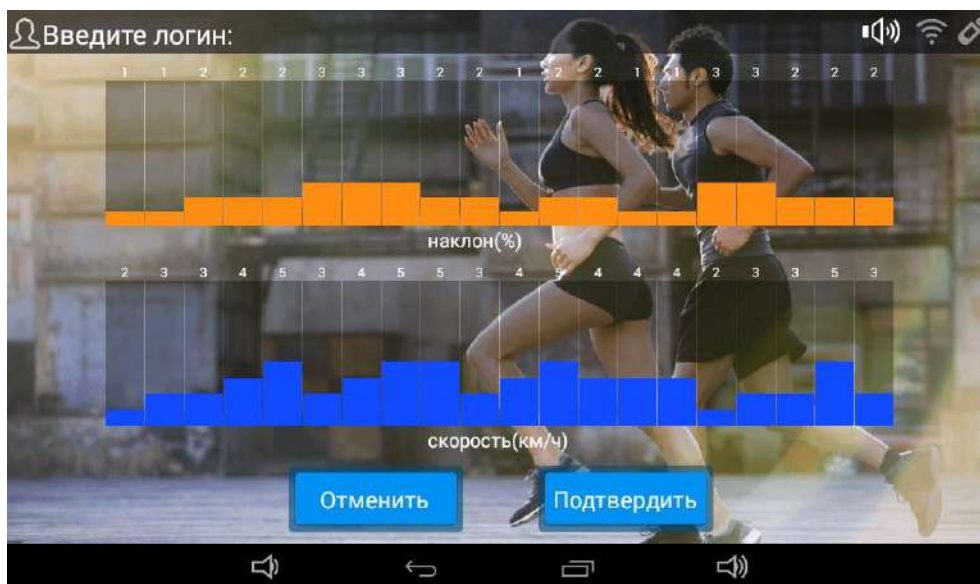 Введите логин:
1 1 2 2 2 3 3 3 2 2 1 2 2 1 1 3 3 2 2 2
наклон(%)
2 3 3 4 5 3 4 5 5 3 4 5 4 4 4 2 3 3 5 3
скорость(км/ч)
Отменить Подтвердить